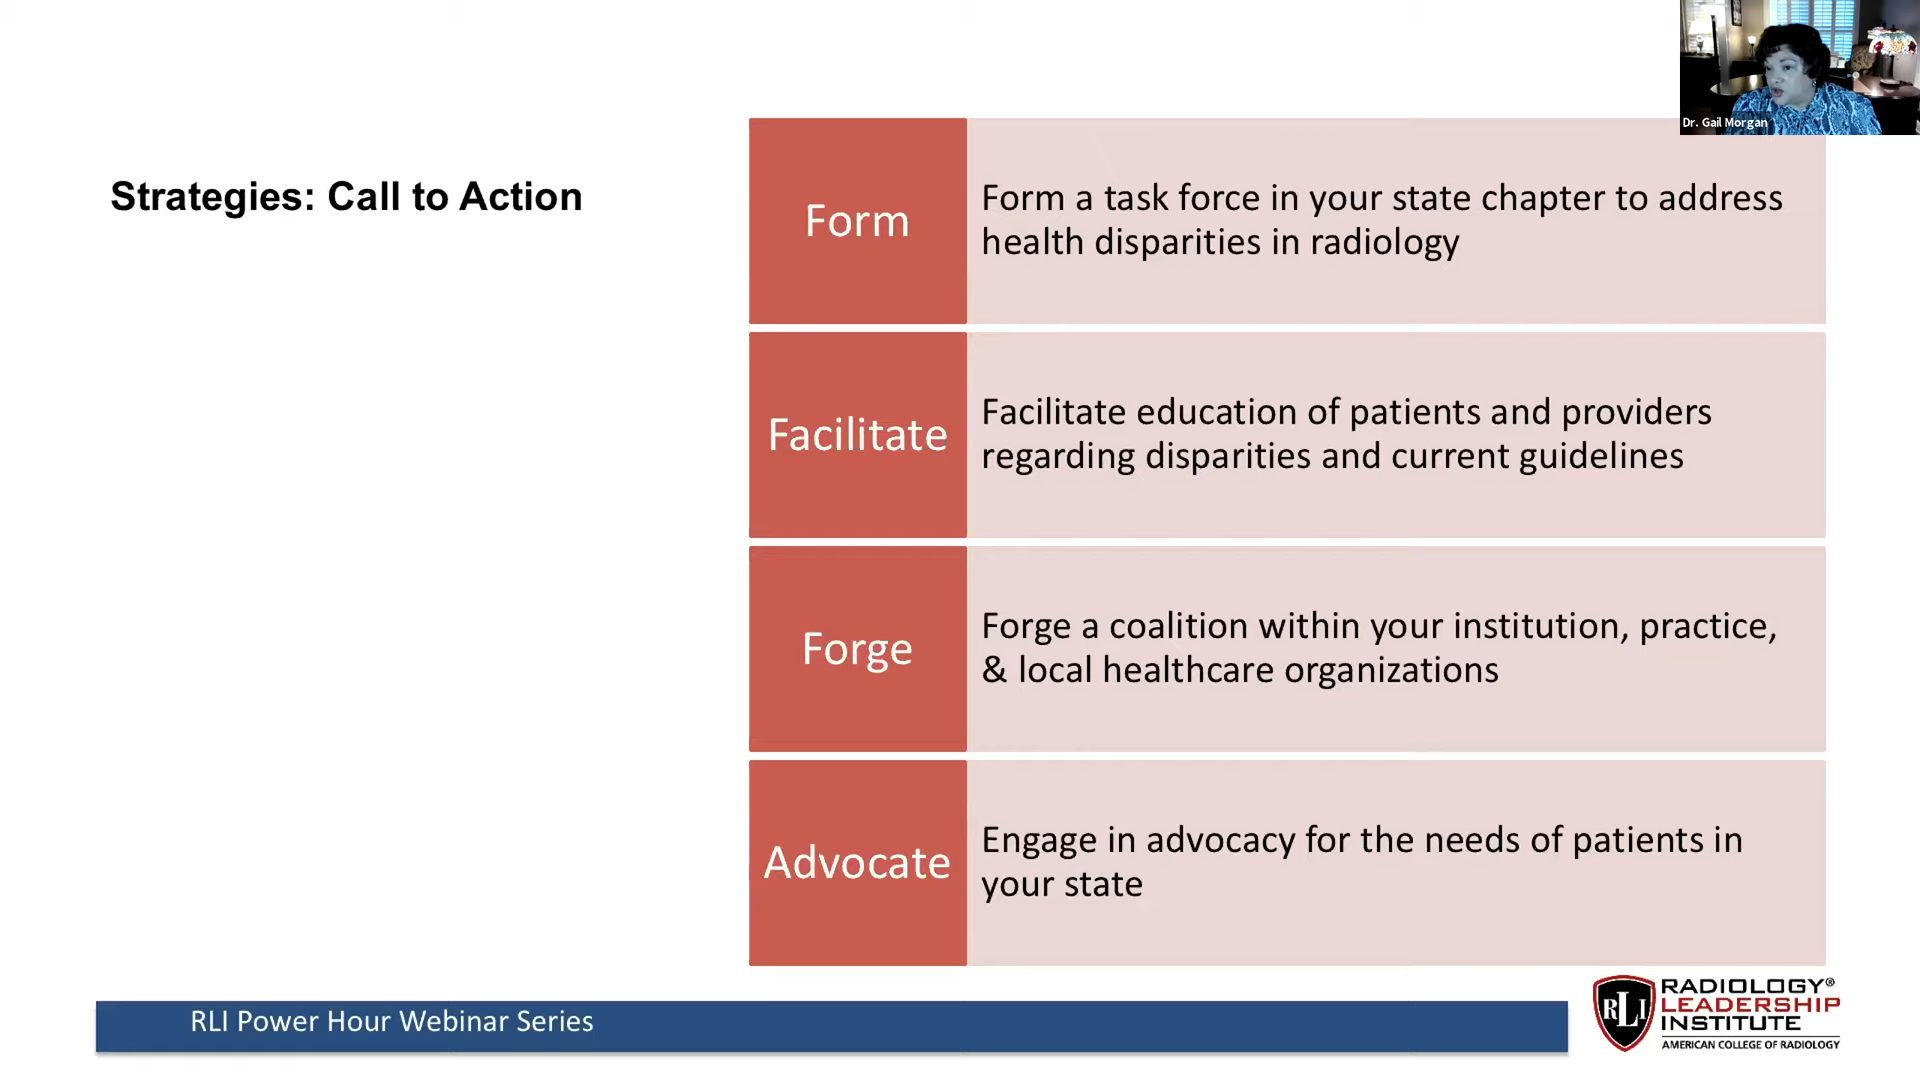 Dr. Gail Morgan
Strategies: Call to Action
Form
Form a task force in your state chapter to address
health disparities in radiology
Facilitate
Facilitate education of patients and providers
regarding disparities and current guidelines
Forge
Forge a coalition within your institution, practice,
& local healthcare organizations
Advocate
Engage in advocacy for the needs of patients in
your state
RLI Power Hour Webinar Series
RLI
RADIOLOGY®
LEADERSHIP
INSTITUTE
AMERICAN COLLEGE OF RADIOLOGY